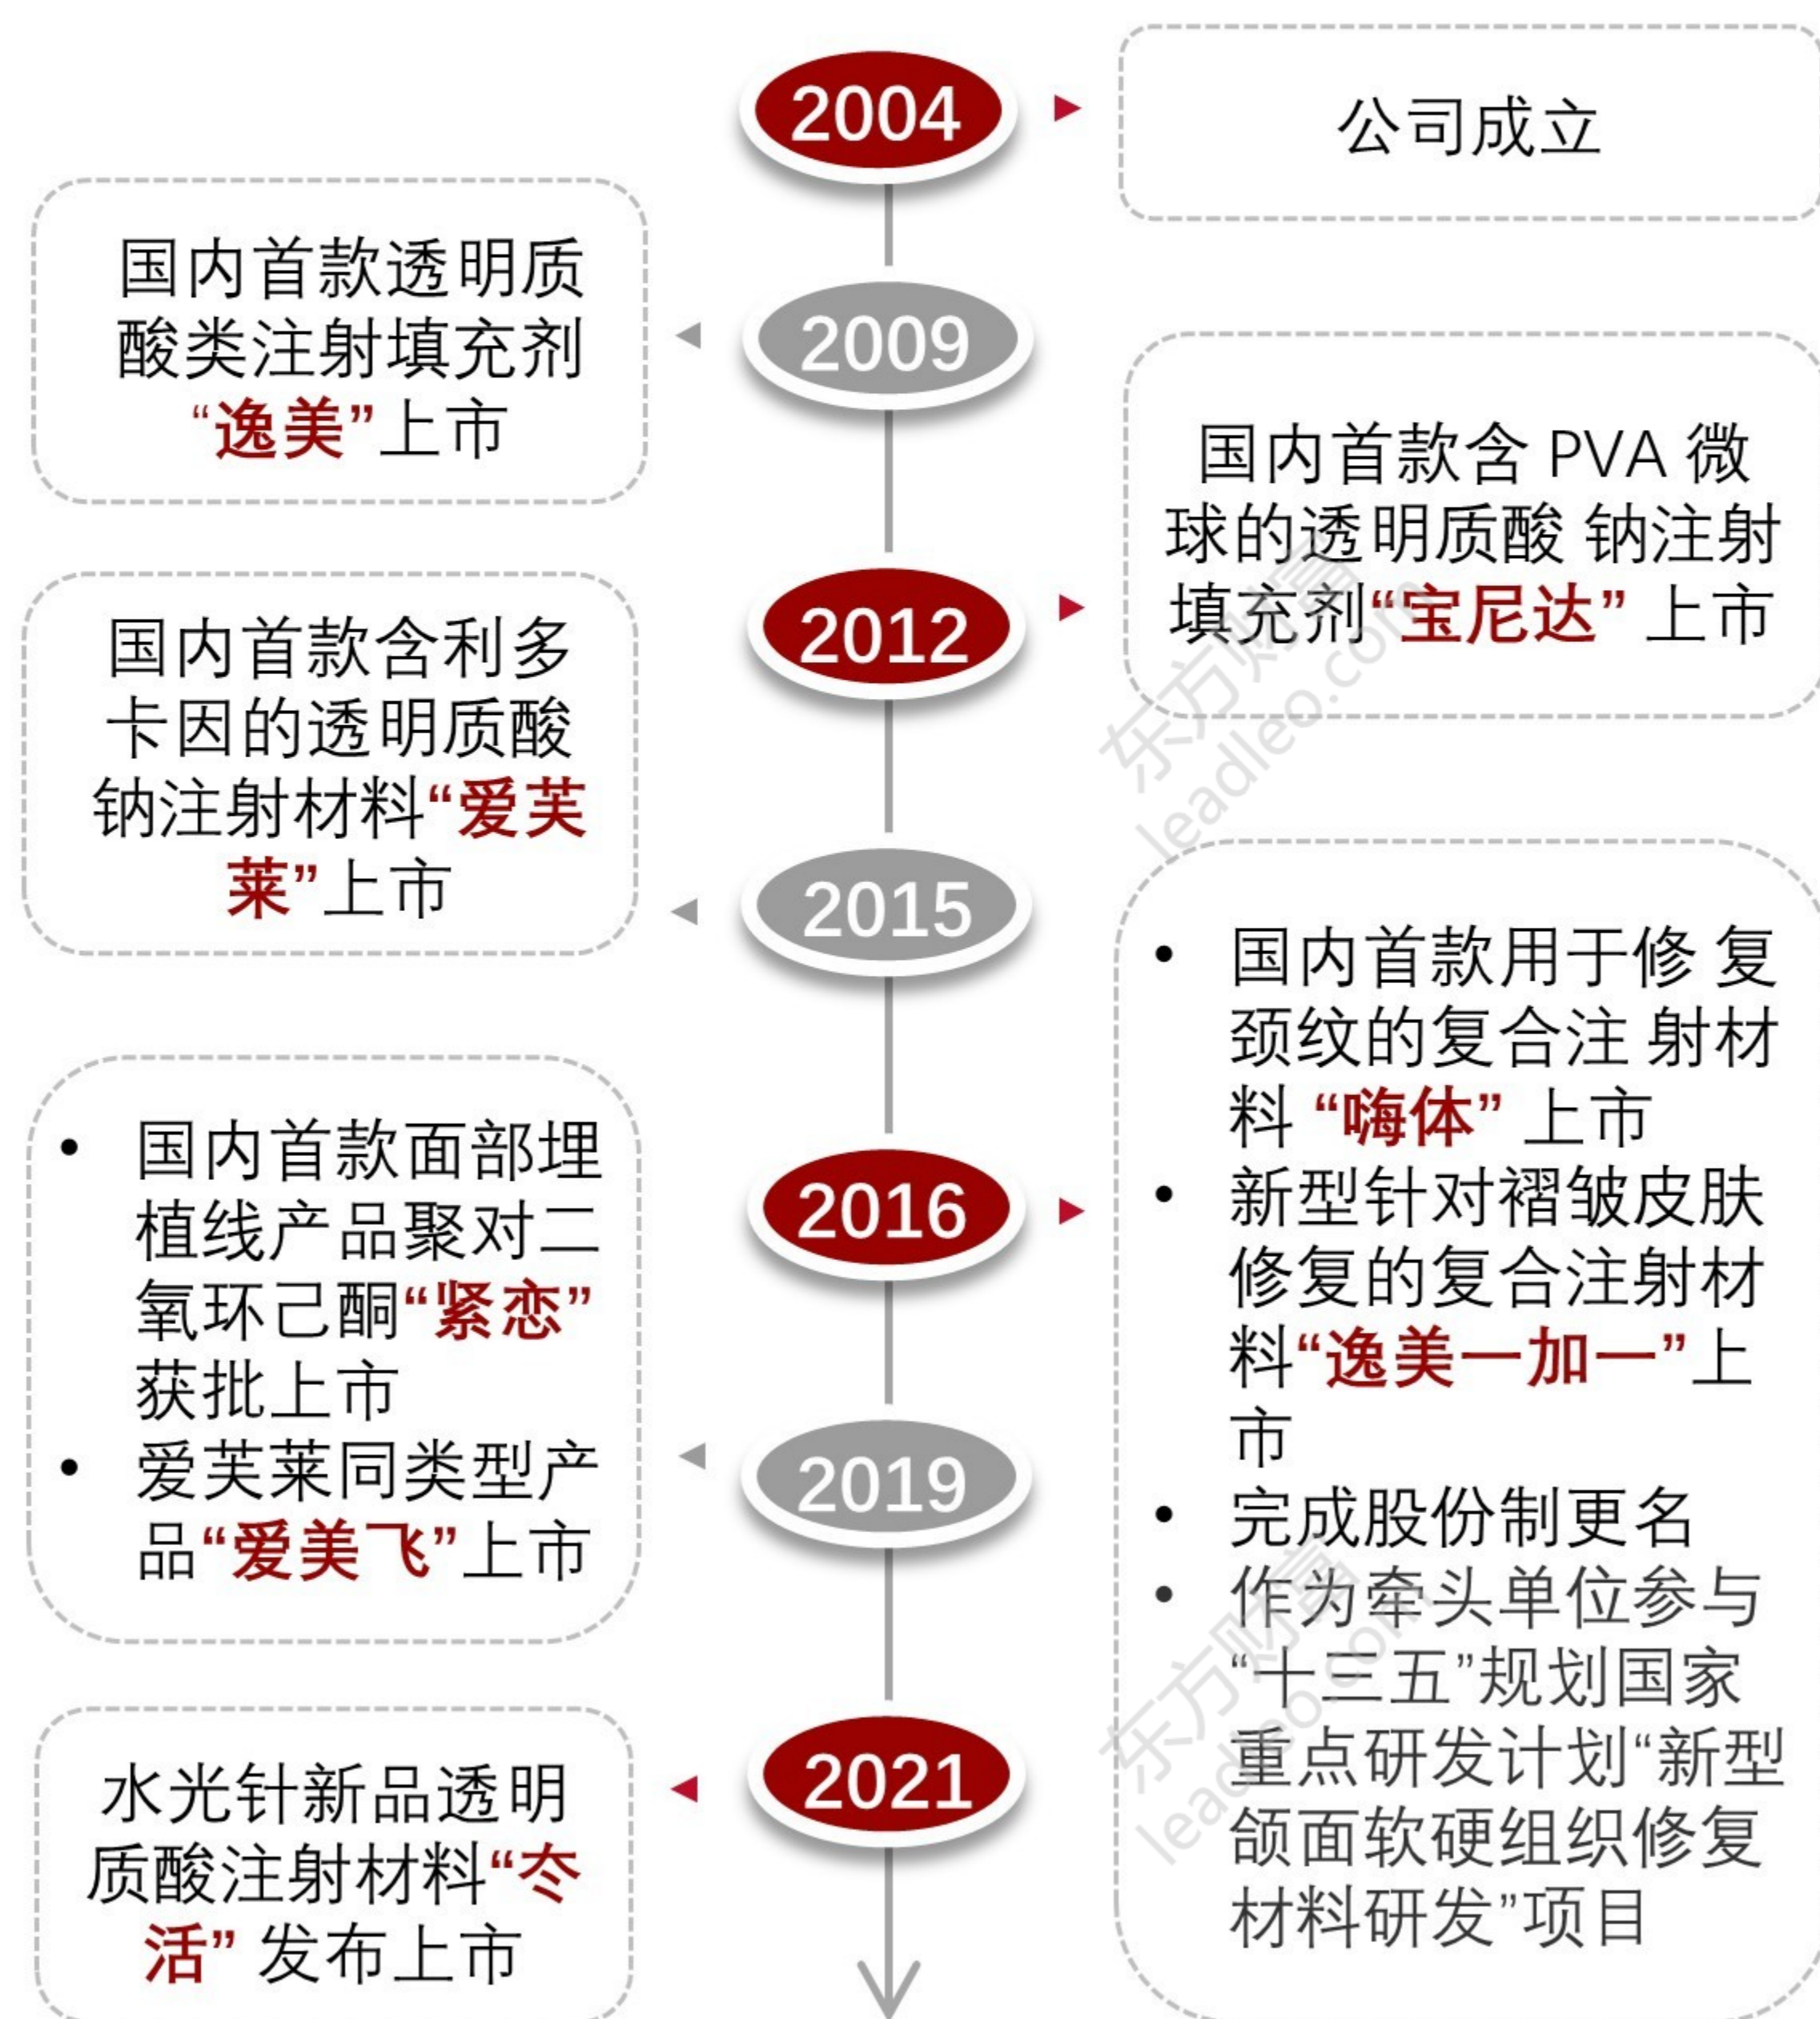 2004
公司成立
国内首款透明质
酸类注射填充剂
“逸美”上市
2009
国内首款含 PVA 微
球的透明质酸 钠注射
填充剂“宝尼达” 上市
2012
国内首款含利多
卡因的透明质酸
钠注射材料“爱芙
莱”上市
2015
• 国内首款用于修 复
颈纹的复合注 射材
料 “嗨体” 上市
• 新型针对褶皱皮肤
修复的复合注射材
料“逸美一加一”上
市
• 完成股份制更名
• 作为牵头单位参与
“十三五”规划国家
重点研发计划“新型
颌面软硬组织修复
材料研发”项目
2016
• 国内首款面部埋
植线产品聚对二
氧环己酮“紧恋”
获批上市
• 爱芙莱同类型产
品“爱美飞”上市
2019
水光针新品透明
质酸注射材料“冭
活” 发布上市
2021
东方财富
leadleo.com
东方财富
leadleo.com